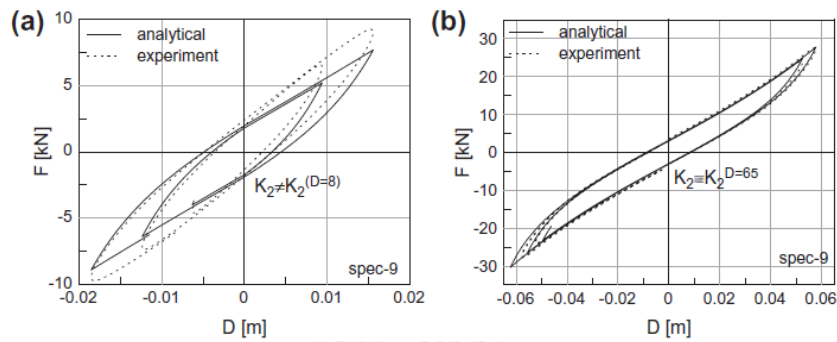 (a)
analytical
experiment
F [kN]
10
5
0
-5
-10
K2≠K2(D=8)
spec-9
-0.02 -0.01 0 0.01 0.02
D [m]
(b)
analytical
experiment
F [kN]
30
20
10
0
-10
-20
-30
K2≡K2D=65
spec-9
-0.06 -0.04 -0.02 0 0.02 0.04 0.06
D [m]